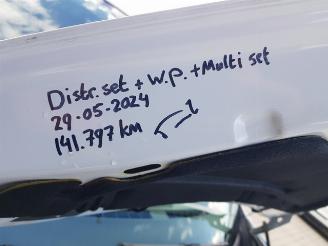 Distr. set + W.P. + Multi set
29-05-2024
141.797 km